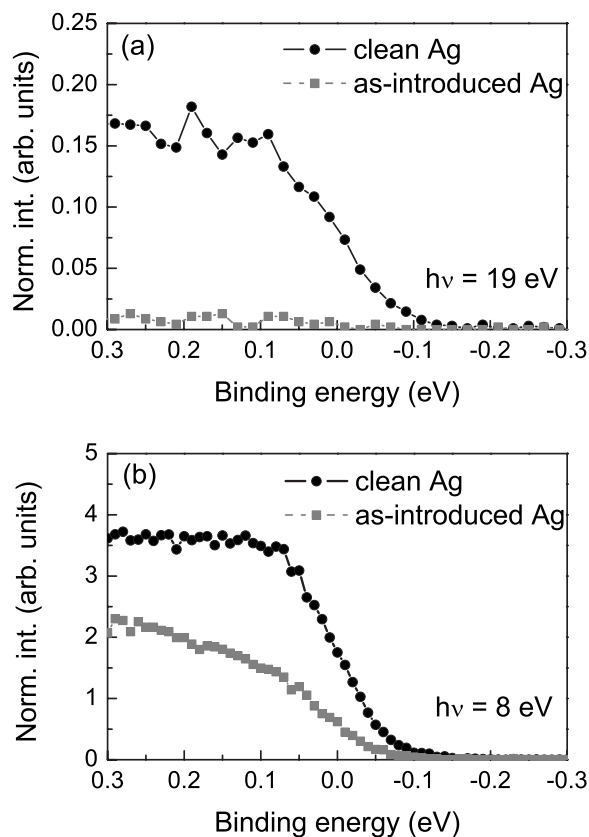 (a)
clean Ag
as-introduced Ag
hν = 19 eV
Norm. int. (arb. units)
0.25
0.20
0.15
0.10
0.05
0.00
0.3 0.2 0.1 0.0 -0.1 -0.2 -0.3
Binding energy (eV)
(b)
clean Ag
as-introduced Ag
hν = 8 eV
Norm. int. (arb. units)
5
4
3
2
1
0
0.3 0.2 0.1 0.0 -0.1 -0.2 -0.3
Binding energy (eV)